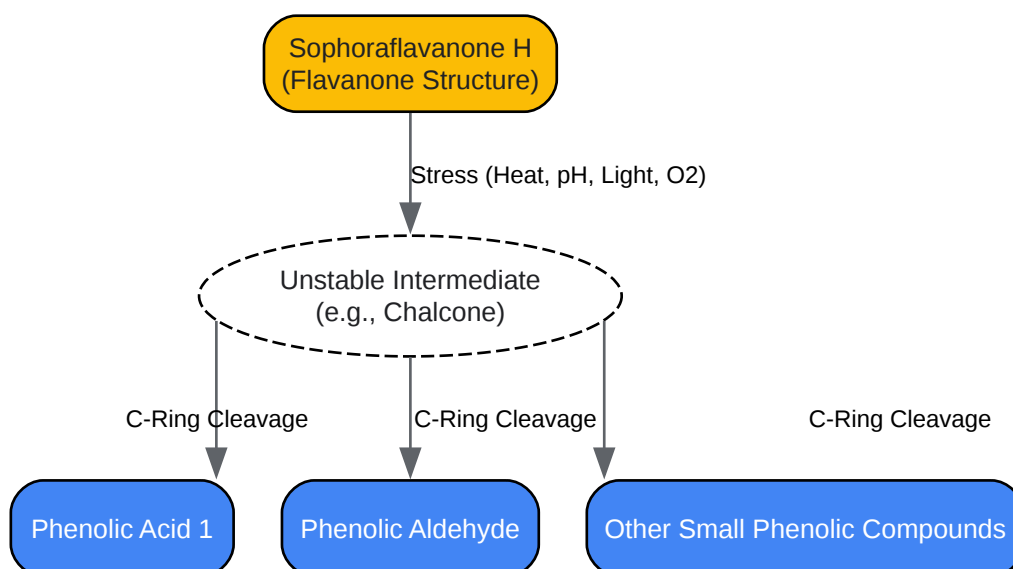 Sophoraflavanone H
(Flavanone Structure)
Stress (Heat, pH, Light, O2)
Unstable Intermediate
(e.g., Chalcone)
C-Ring Cleavage
C-Ring Cleavage
C-Ring Cleavage
Phenolic Acid 1
Phenolic Aldehyde
Other Small Phenolic Compounds